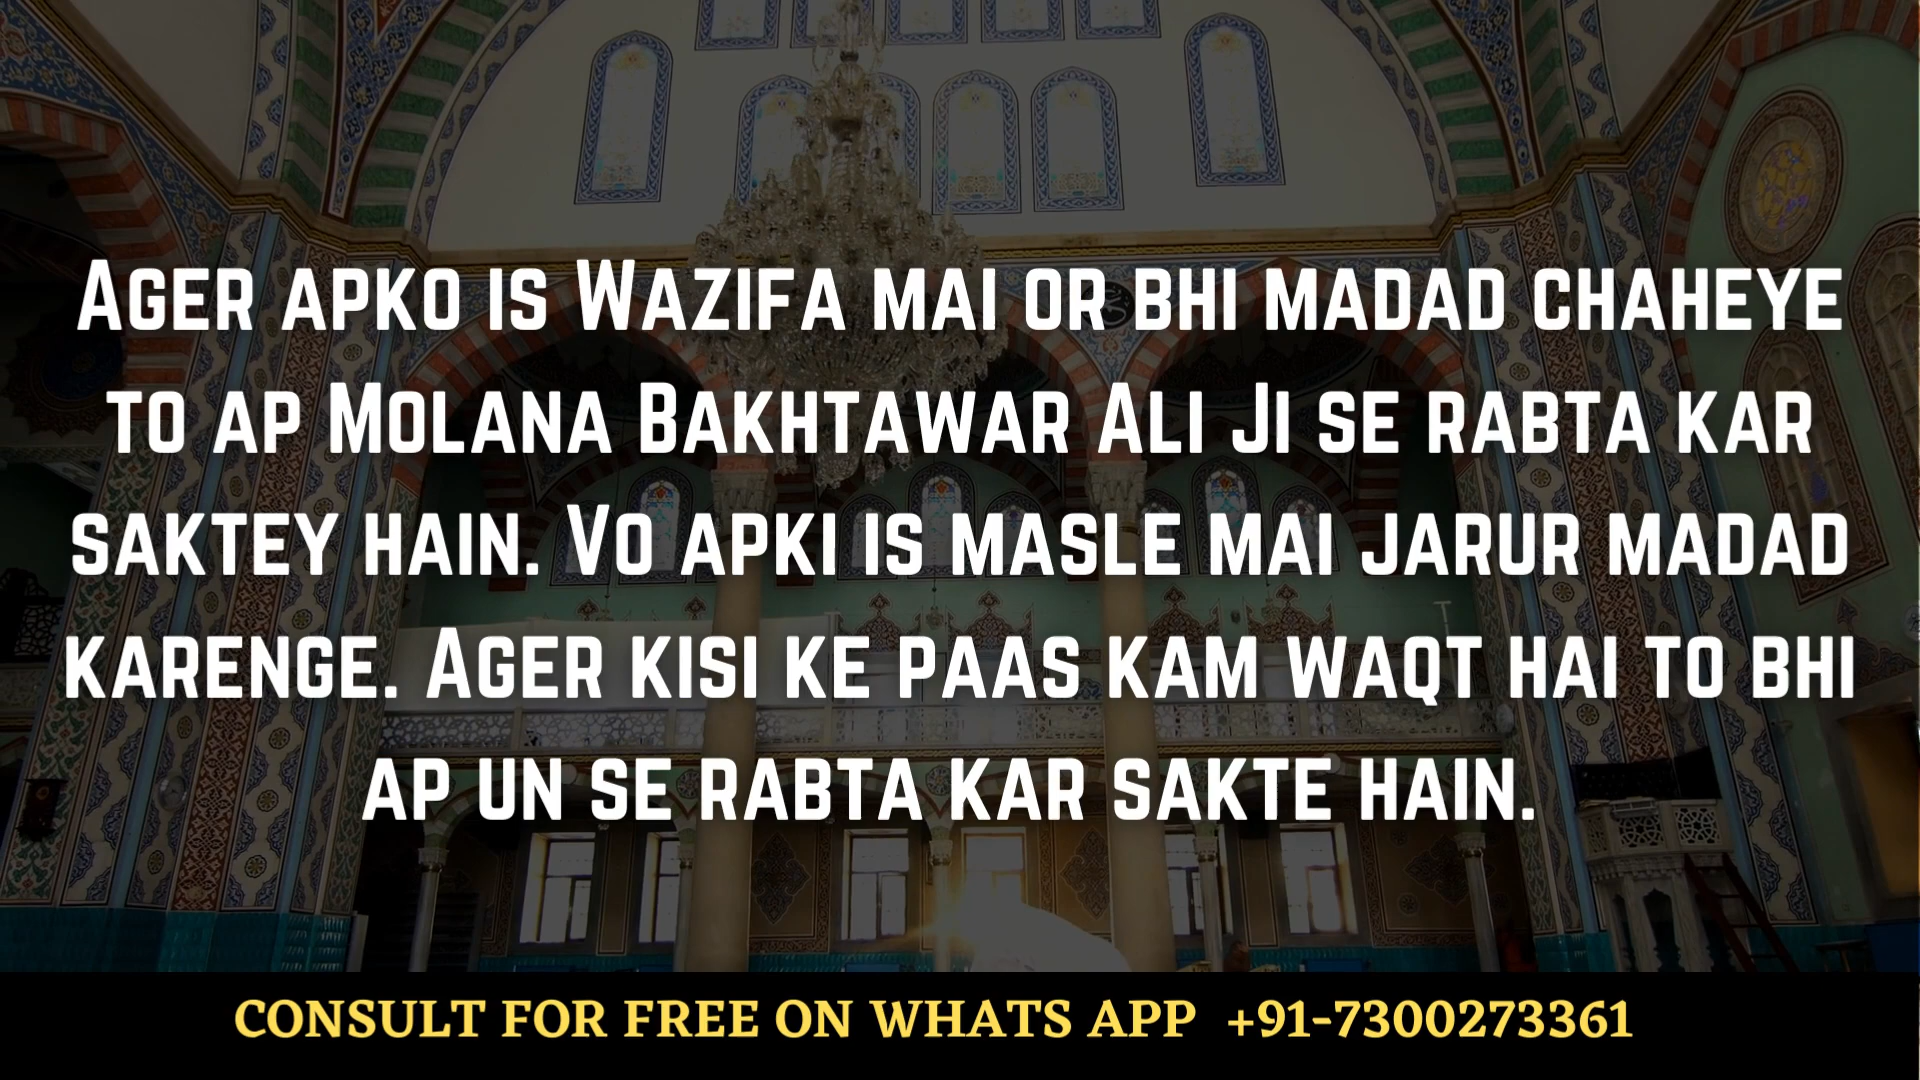 Ager apko is Wazifa mai or bhi madad chaheye
to ap Molana Bakhtawar Ali Ji se rabta kar
saktey hain. Vo apki is masle mai jarur madad
karenge. Ager kisi ke paas kam waqt hai to bhi
ap un se rabta kar sakte hain.
CONSULT FOR FREE ON WHATS APP +91-7300273361